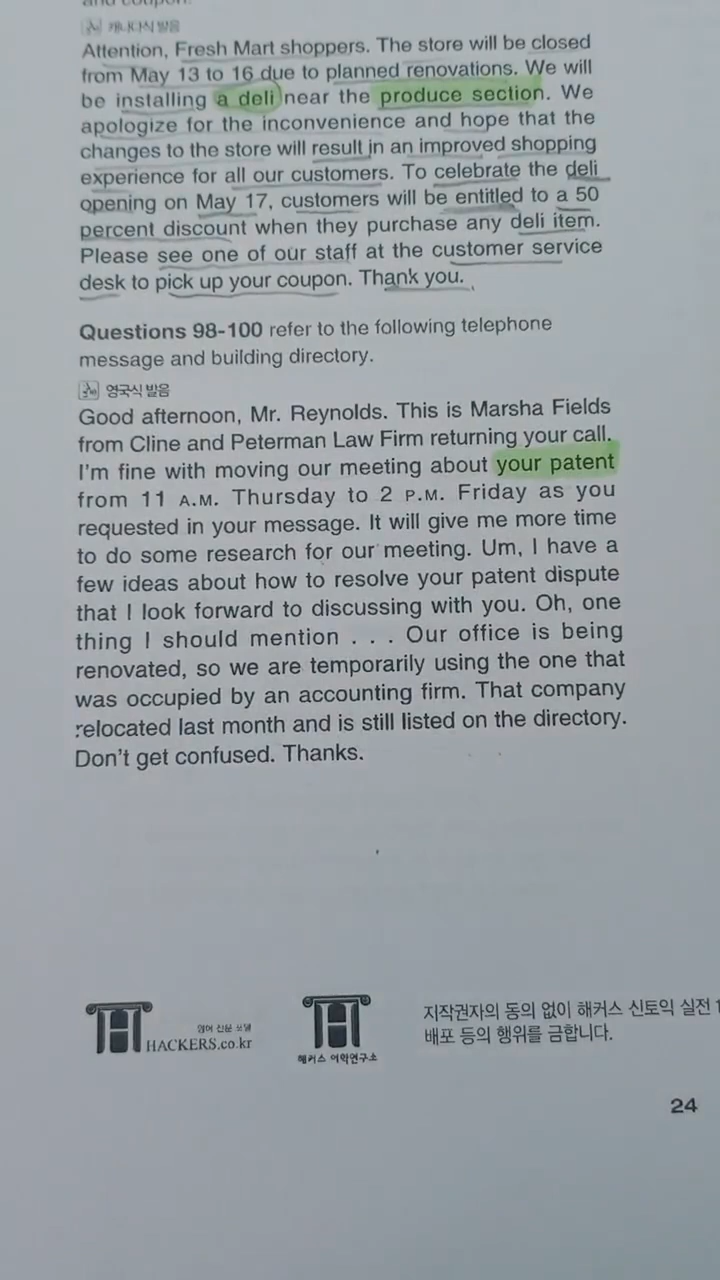 and coupon.
캐나다식 발음
Attention, Fresh Mart shoppers. The store will be closed
from May 13 to 16 due to planned renovations. We will
be installing a deli near the produce section. We
apologize for the inconvenience and hope that the
changes to the store will result in an improved shopping
experience for all our customers. To celebrate the deli
opening on May 17, customers will be entitled to a 50
percent discount when they purchase any deli item.
Please see one of our staff at the customer service
desk to pick up your coupon. Thank you.
Questions 98-100 refer to the following telephone
message and building directory.
영국식 발음
Good afternoon, Mr. Reynolds. This is Marsha Fields
from Cline and Peterman Law Firm returning your call.
I'm fine with moving our meeting about your patent
from 11 A.M. Thursday to 2 P.M. Friday as you
requested in your message. It will give me more time
to do some research for our meeting. Um, I have a
few ideas about how to resolve your patent dispute
that I look forward to discussing with you. Oh, one
thing I should mention . . . Our office is being
renovated, so we are temporarily using the one that
was occupied by an accounting firm. That company
relocated last month and is still listed on the directory.
Don't get confused. Thanks.
HACKERS.co.kr
해커스 어학연구소
지작권자의 동의 없이 해커스 신토익 실전 1
배포 등의 행위를 금합니다.
24